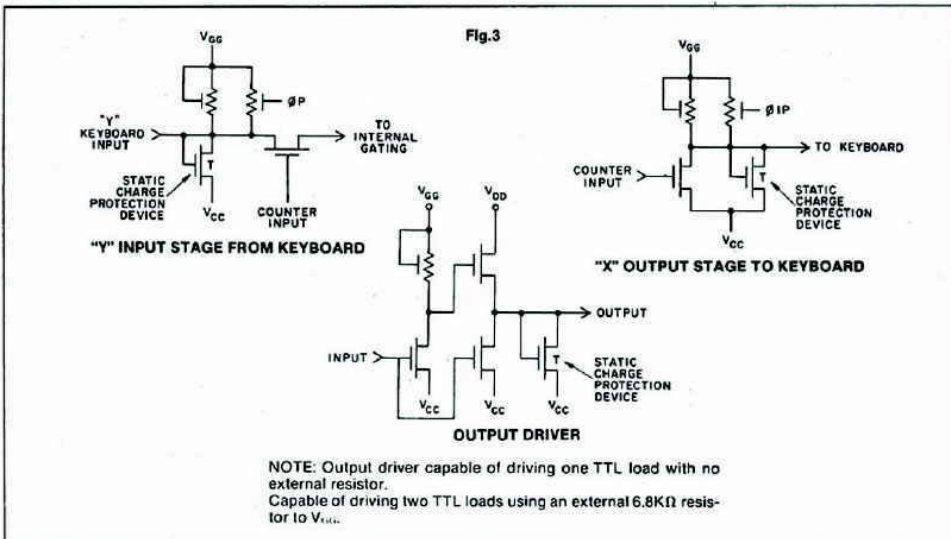 Fig.3
VGG
ØP
"Y"
KEYBOARD
INPUT
TO
INTERNAL
GATING
T
STATIC
CHARGE
PROTECTION
DEVICE
VCC
COUNTER
INPUT
"Y" INPUT STAGE FROM KEYBOARD
VGG
Ø1P
TO KEYBOARD
COUNTER
INPUT
T
STATIC
CHARGE
PROTECTION
DEVICE
VCC
"X" OUTPUT STAGE TO KEYBOARD
VGG
VDD
OUTPUT
INPUT
T
STATIC
CHARGE
PROTECTION
DEVICE
VCC
VCC
VCC
OUTPUT DRIVER
NOTE: Output driver capable of driving one TTL load with no
external resistor.
Capable of driving two TTL loads using an external 6.8KΩ resis-
tor to VGG.